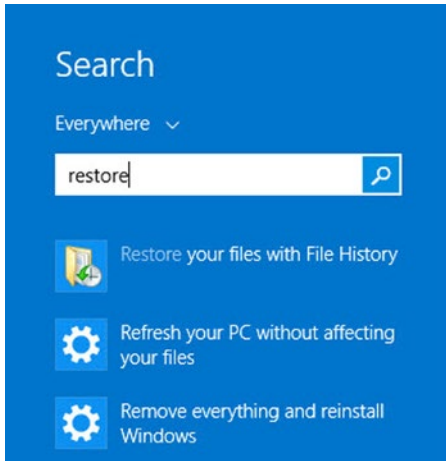 Search
Everywhere
restore
Restore your files with File History
Refresh your PC without affecting
your files
Remove everything and reinstall
Windows